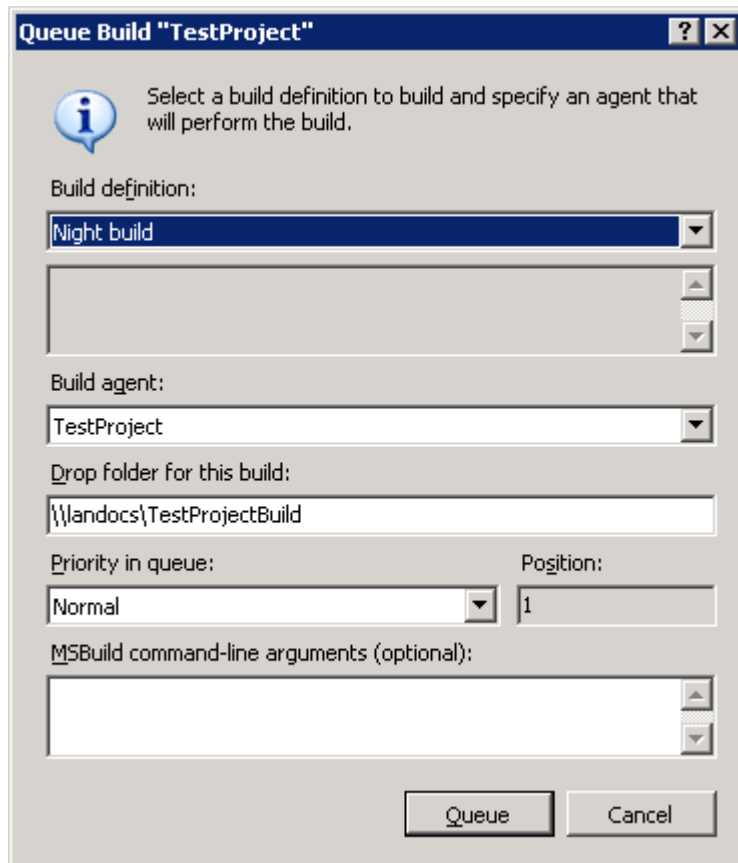 Queue Build "TestProject"
Select a build definition to build and specify an agent that
will perform the build.
Build definition:
Night build
Build agent:
TestProject
Drop folder for this build:
\\landocs\TestProjectBuild
Priority in queue: Position:
Normal 1
MSBuild command-line arguments (optional):
Queue Cancel